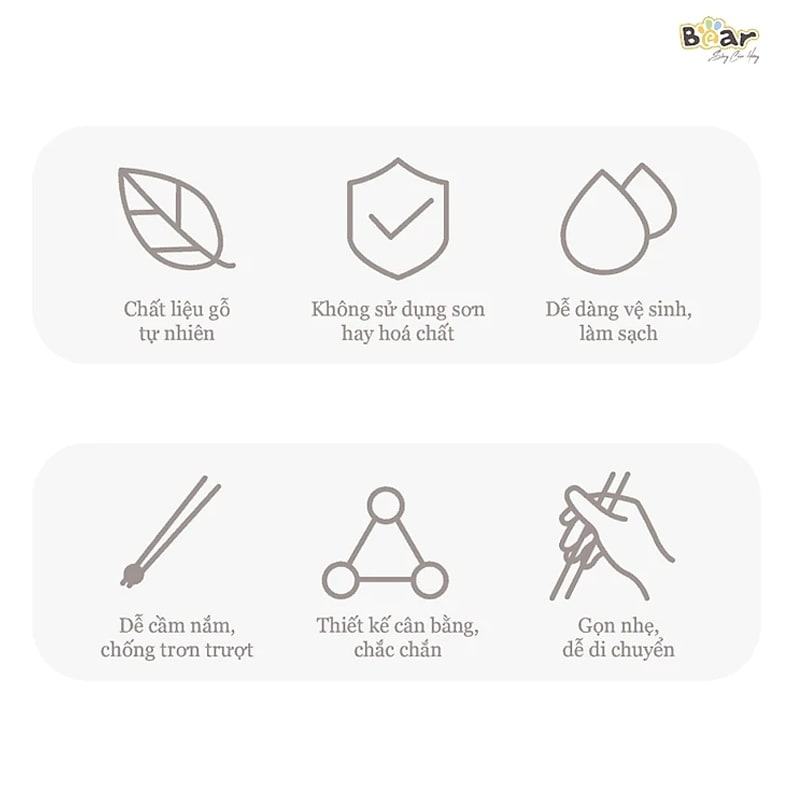 Bear
Chất liệu gỗ
tự nhiên
Không sử dụng sơn
hay hoá chất
Dễ dàng vệ sinh,
làm sạch
Dễ cầm nắm,
chống trơn trượt
Thiết kế cân bằng,
chắc chắn
Gọn nhẹ,
dễ di chuyển